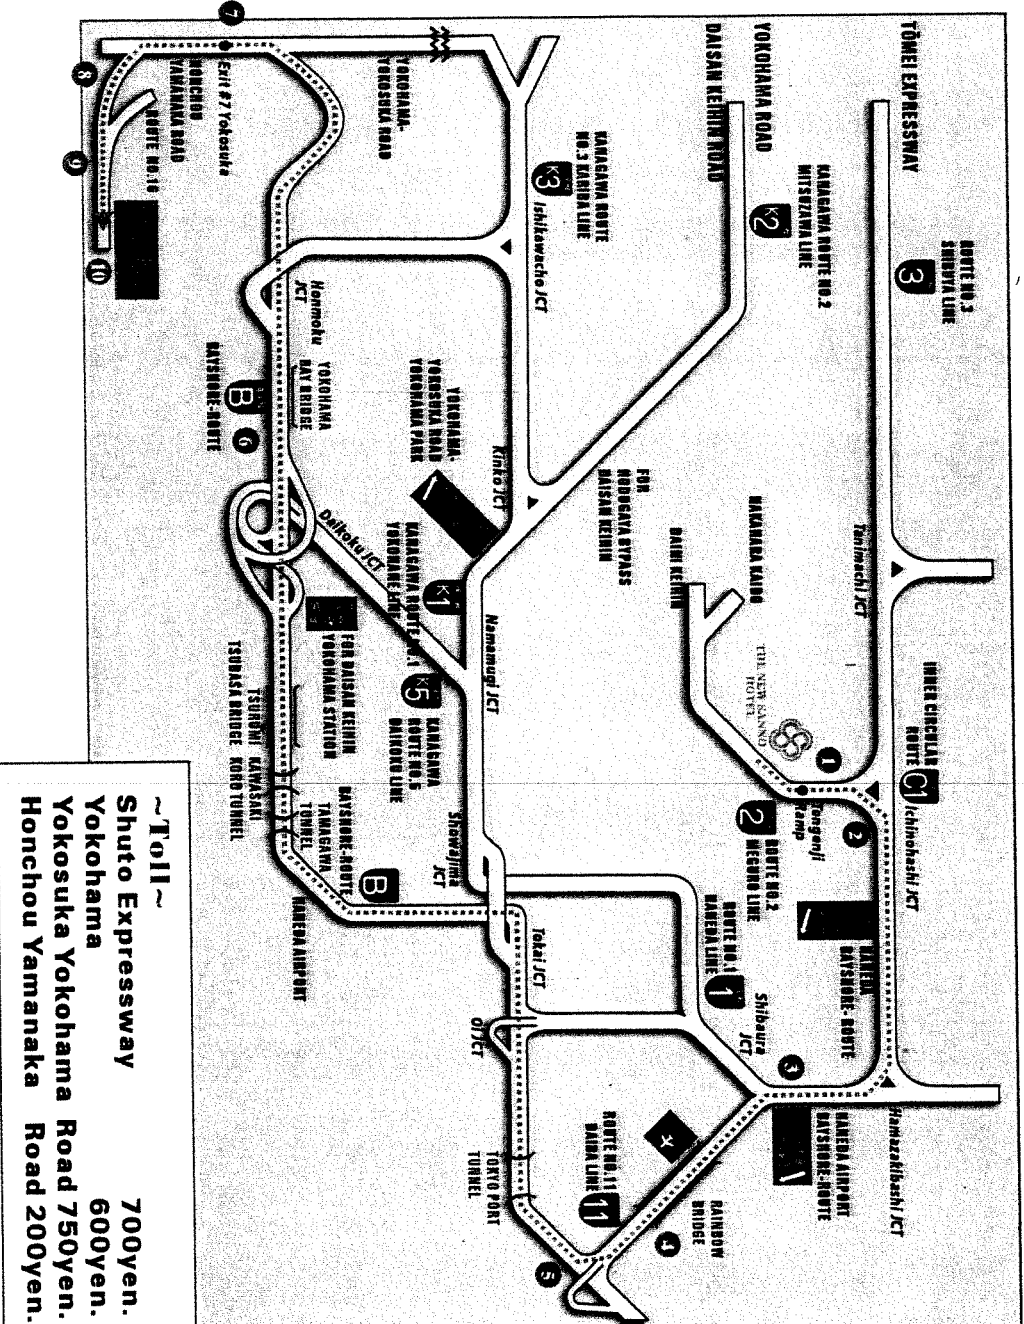 TŌMEI EXPRESSWAY
ROUTE NO.3
SHIBUYA LINE
3
YOKOHAMA ROAD
DAISAN KEIHIN ROAD
KANAGAWA ROUTE NO.2
MITSUZAWA LINE
K2
KANAGAWA ROUTE
NO.3 KARIBA LINE
K3
Ishikawacho JCT
YOKOHAMA-
YOKOSUKA ROAD
7
Exit #7 Yokosuka
HONCHOU
YAMANAKA ROAD
8
ROUTE NO.16
9
10
Honmoku
JCT
YOKOHAMA
BAY BRIDGE
BAYSHORE-ROUTE
B
6
YOKOHAMA-
YOKOSUKA ROAD
YOKOHAMA PARK
Kinko JCT
FOR
HODOGAYA BYPASS
DAISAN KEIHIN
Daikoku JCT
KANAGAWA ROUTE NO.1
YOKOHANE LINE
K1
Namamugi JCT
K5
KANAGAWA
ROUTE NO.5
DAIKOKU LINE
FOR DAISAN KEIHIN
YOKOHAMA STATION
TSURUMI
TSUBASA BRIDGE
KAWASAKI
KORO TUNNEL
BAYSHORE-ROUTE
TAMAGAWA
TUNNEL
B
HANEDA AIRPORT
Showajima
JCT
NAKAHARA KAIDO
DAINI KEIHIN
THE NEW SANNO
HOTEL
Tanimachi JCT
INNER CIRCULAR
ROUTE
C1
Ichinohashi JCT
1
Tengenji
Ramp
2
2
ROUTE NO.2
MEGURO LINE
HANEDA
BAYSHORE- ROUTE
ROUTE NO.1
HANEDA LINE
1
Shibaura
JCT
3
Hamazakibashi JCT
HANEDA AIRPORT
BAYSHORE-ROUTE
Tokai JCT
Oi JCT
ROUTE NO.11
DAIBA LINE
11
RAINBOW
BRIDGE
4
TOKYO PORT
TUNNEL
5
~Toll~
Shuto Expressway 700yen.
Yokohama 600yen.
Yokosuka Yokohama Road 750yen.
Honchou Yamanaka Road 200yen.